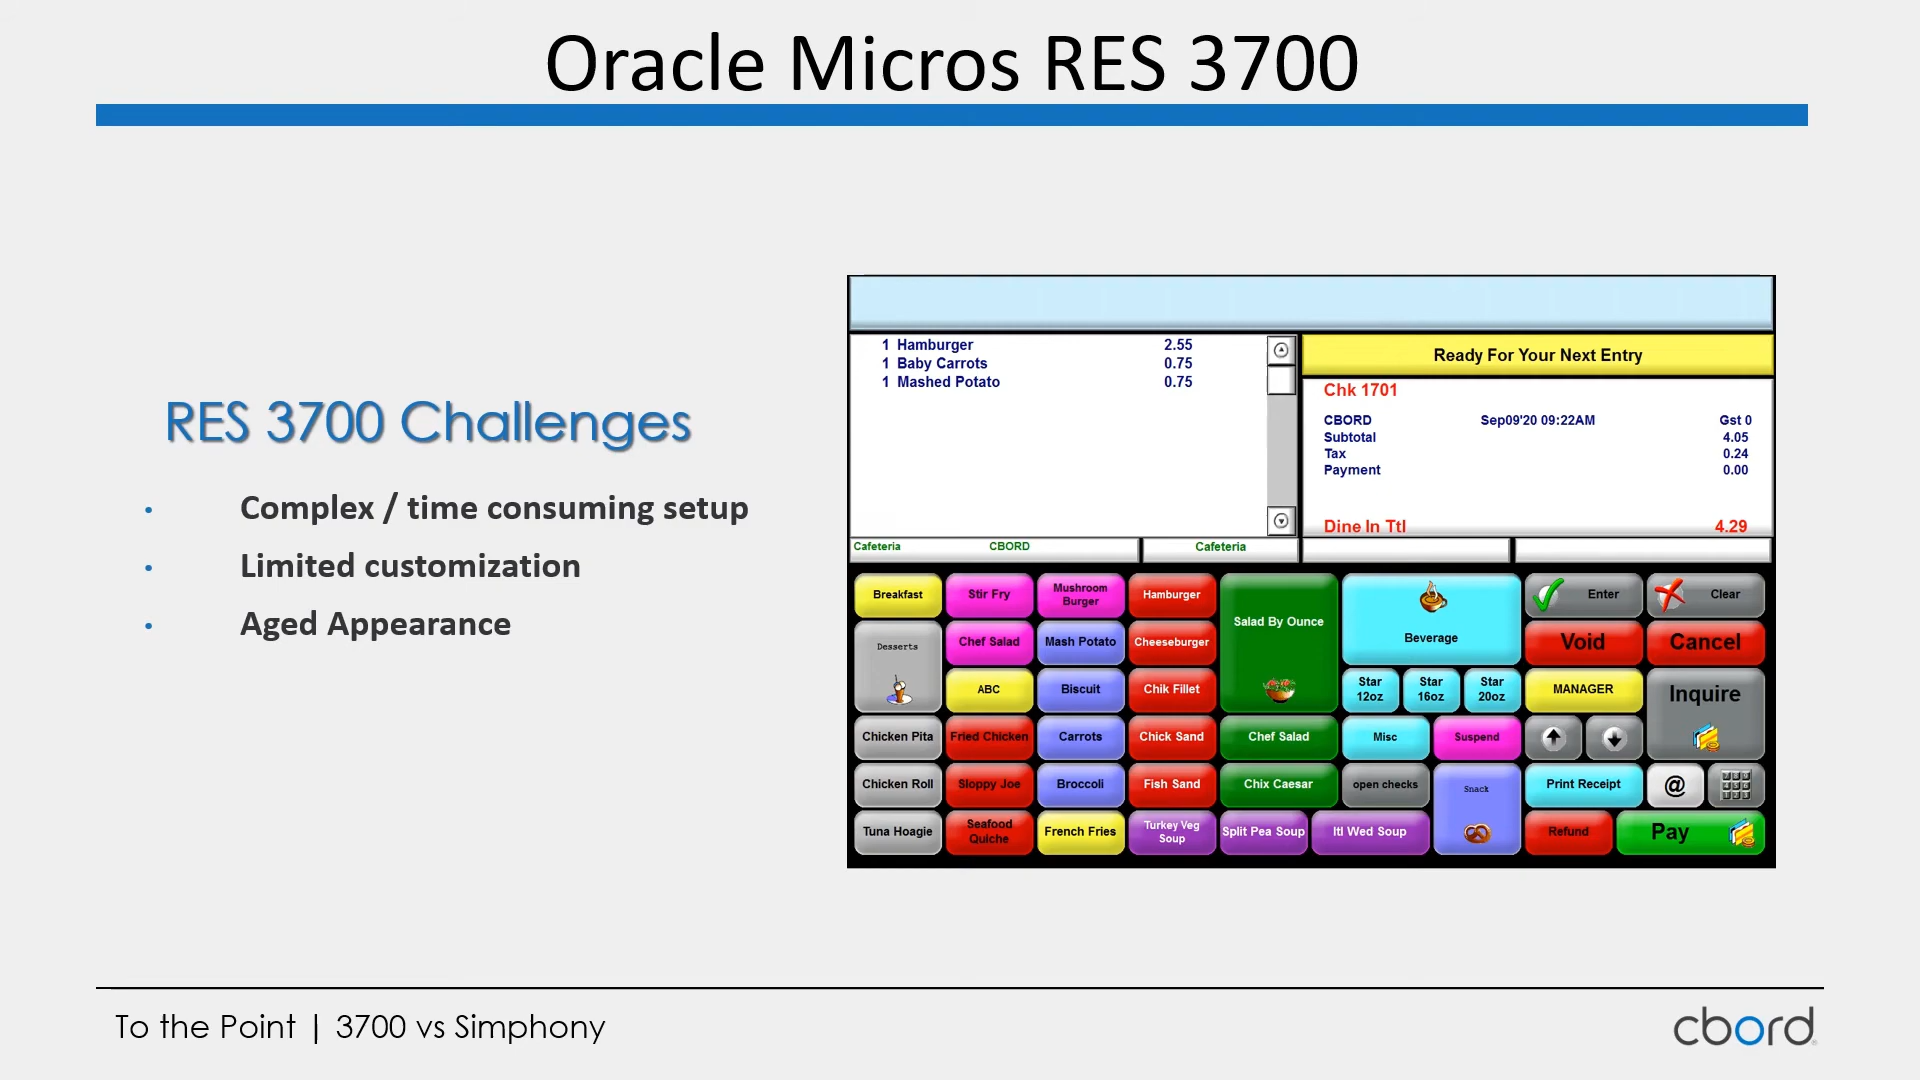 Oracle Micros RES 3700
RES 3700 Challenges
• Complex / time consuming setup
• Limited customization
• Aged Appearance
1 Hamburger 2.55
1 Baby Carrots 0.75
1 Mashed Potato 0.75
Ready For Your Next Entry
Chk 1701
CBORD Sep09'20 09:22AM Gst 0
Subtotal 4.05
Tax 0.24
Payment 0.00
Dine In Ttl 4.29
Cafeteria CBORD Cafeteria
Breakfast
Stir Fry
Mushroom
Burger
Hamburger
Salad By Ounce
Beverage
Enter
Clear
Desserts
Chef Salad
Mash Potato
Cheeseburger
Void
Cancel
ABC
Biscuit
Chik Fillet
Star
12oz
Star
16oz
Star
20oz
MANAGER
Inquire
Chicken Pita
Fried Chicken
Carrots
Chick Sand
Chef Salad
Misc
Suspend
Chicken Roll
Sloppy Joe
Broccoli
Fish Sand
Chix Caesar
open checks
Snack
Print Receipt
@
Tuna Hoagie
Seafood
Quiche
French Fries
Turkey Veg
Soup
Split Pea Soup
Itl Wed Soup
Refund
Pay
To the Point | 3700 vs Simphony
cbord